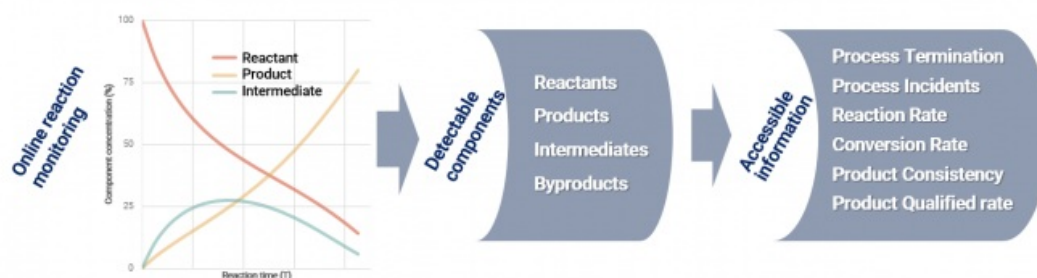 Online reaction
monitoring
Component concentration (%)
100
75
50
25
0
Reactant
Product
Intermediate
Reaction time (T)
Detectable
components
Reactants
Products
Intermediates
Byproducts
Accessible
information
Process Termination
Process Incidents
Reaction Rate
Conversion Rate
Product Consistency
Product Qualified rate